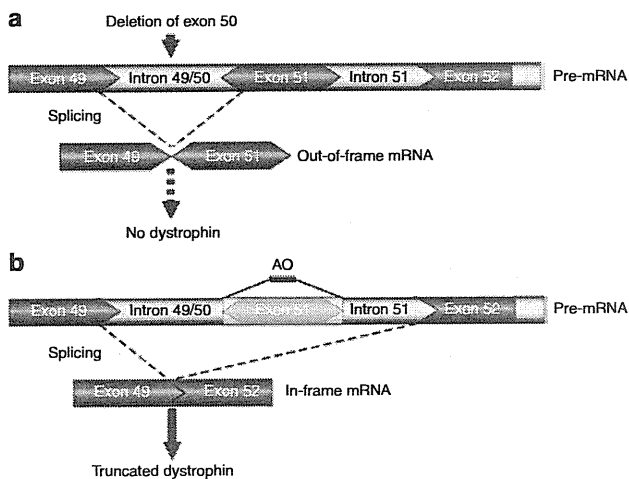 a
Deletion of exon 50
Exon 49 Intron 49/50 Exon 51 Intron 51 Exon 52 Pre-mRNA
Splicing
Exon 49 Exon 51 Out-of-frame mRNA
No dystrophin
b
AO
Exon 49 Intron 49/50 Exon 51 Intron 51 Exon 52 Pre-mRNA
Splicing
Exon 49 Exon 52 In-frame mRNA
Truncated dystrophin